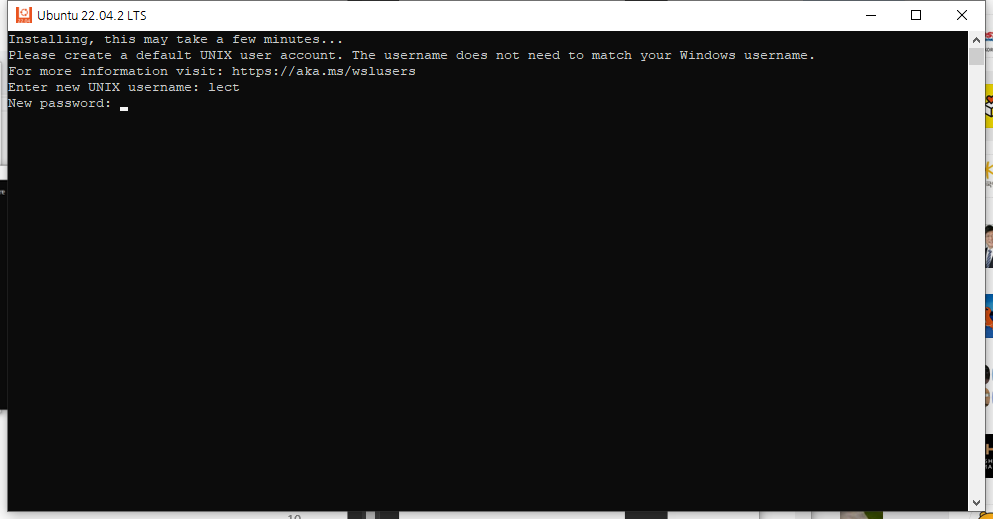 Ubuntu 22.04.2 LTS
Installing, this may take a few minutes...
Please create a default UNIX user account. The username does not need to match your Windows username.
For more information visit: https://aka.ms/wslusers
Enter new UNIX username: lect
New password: